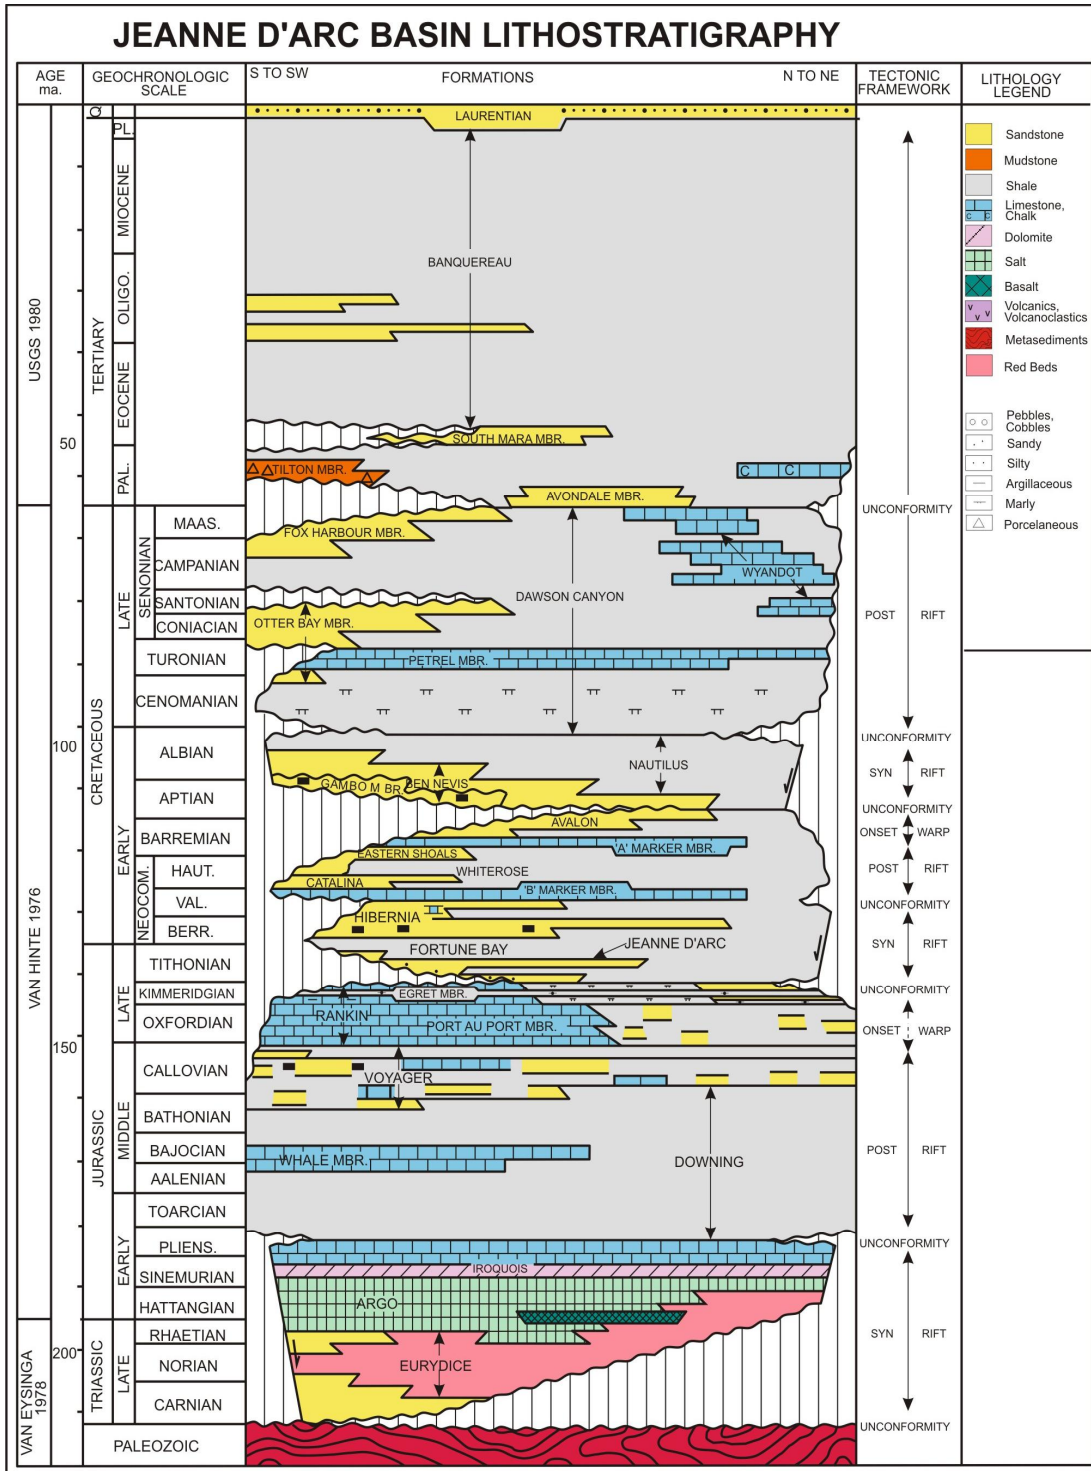 JEANNE D'ARC BASIN LITHOSTRATIGRAPHY
AGE
ma.
GEOCHRONOLOGIC
SCALE
S TO SW
FORMATIONS
N TO NE
TECTONIC
FRAMEWORK
LITHOLOGY
LEGEND
USGS 1980
VAN HINTE 1976
VAN EYSINGA
1978
50
100
150
200
Q
TERTIARY
CRETACEOUS
JURASSIC
TRIASSIC
PL.
MIOCENE
OLIGO.
EOCENE
PAL.
LATE
SENONIAN
EARLY
NEOCOM.
LATE
MIDDLE
EARLY
LATE
MAAS.
CAMPANIAN
SANTONIAN
CONIACIAN
TURONIAN
CENOMANIAN
ALBIAN
APTIAN
BARREMIAN
HAUT.
VAL.
BERR.
TITHONIAN
KIMMERIDGIAN
OXFORDIAN
CALLOVIAN
BATHONIAN
BAJOCIAN
AALENIAN
TOARCIAN
PLIENS.
SINEMURIAN
HATTANGIAN
RHAETIAN
NORIAN
CARNIAN
PALEOZOIC
LAURENTIAN
BANQUEREAU
SOUTH MARA MBR.
TILTON MBR.
C C
AVONDALE MBR.
FOX HARBOUR MBR.
WYANDOT
DAWSON CANYON
OTTER BAY MBR.
PETREL MBR.
NAUTILUS
GAMBO M BR.
BEN NEVIS
AVALON
'A' MARKER MBR.
EASTERN SHOALS
WHITEROSE
CATALINA
'B' MARKER MBR.
HIBERNIA
FORTUNE BAY
JEANNE D'ARC
EGRET MBR.
RANKIN
PORT AU PORT MBR.
VOYAGER
WHALE MBR.
DOWNING
IROQUOIS
ARGO
EURYDICE
UNCONFORMITY
POST RIFT
UNCONFORMITY
SYN RIFT
UNCONFORMITY
ONSET WARP
POST RIFT
UNCONFORMITY
SYN RIFT
UNCONFORMITY
ONSET WARP
POST RIFT
UNCONFORMITY
SYN RIFT
UNCONFORMITY
Sandstone
Mudstone
Shale
Limestone,
Chalk
c c
Dolomite
Salt
Basalt
v v v
Volcanics,
Volcanoclastics
Metasediments
Red Beds
Pebbles,
Cobbles
Sandy
Silty
Argillaceous
Marly
Porcelaneous